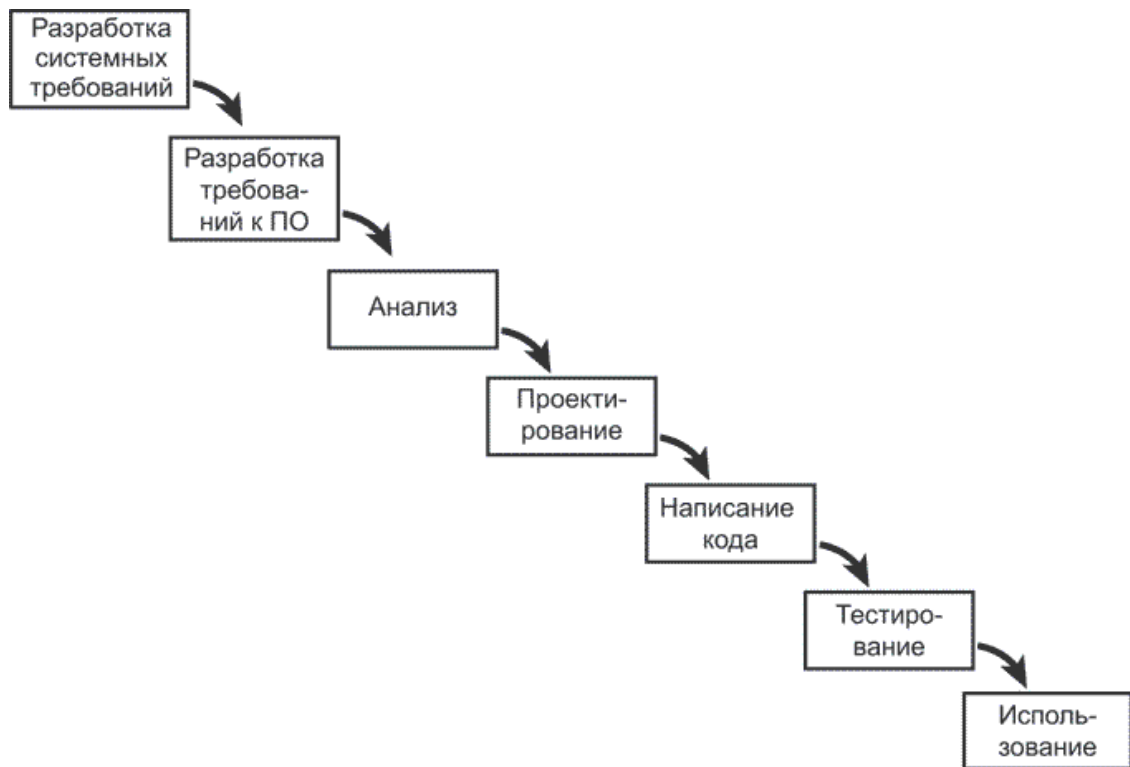 Разработка
системных
требований
Разработка
требова-
ний к ПО
Анализ
Проекти-
рование
Написание
кода
Тестиро-
вание
Исполь-
зование